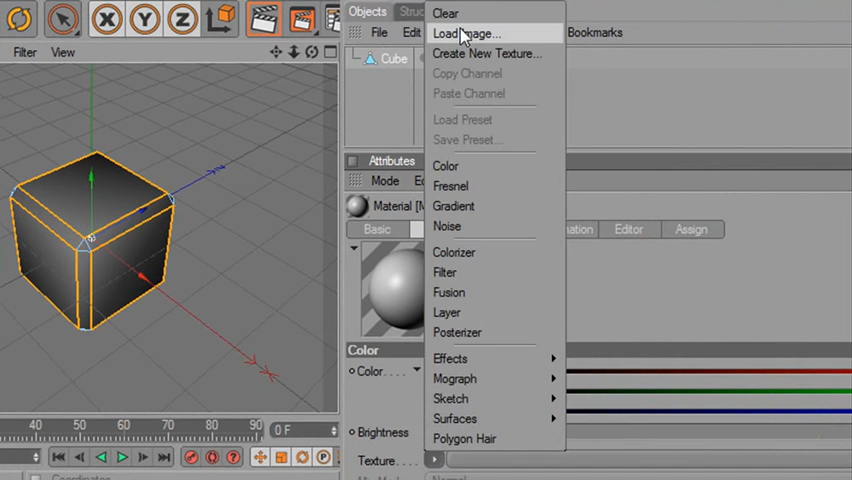 Objects
File
Bookmarks
Filter View
Cube
Clear
Load Image...
Create New Texture...
Copy Channel
Paste Channel
Load Preset
Save Preset...
Color
Fresnel
Gradient
Noise
Colorizer
Filter
Fusion
Layer
Posterizer
Effects
Mograph
Sketch
Surfaces
Polygon Hair
Attributes
Mode
Material
Basic
Editor
Assign
Color
Color....
Brightness
Texture....
40 50 60 70 80 90
0 F
X Y Z
P